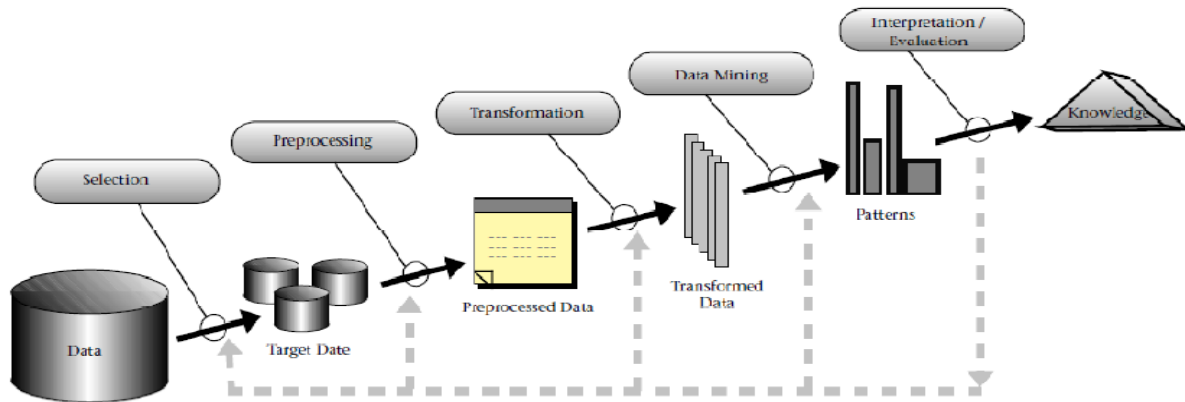 Interpretation /
Evaluation
Data Mining
Transformation
Preprocessing
Selection
Data
Target Date
Preprocessed Data
Transformed
Data
Patterns
Knowledge